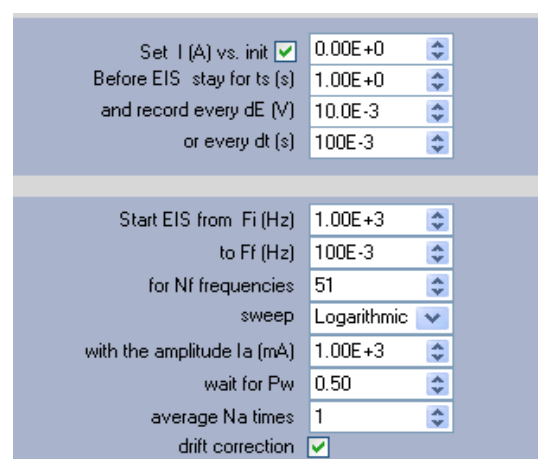 Set I (A) vs. init 0.00E+0
Before EIS stay for ts (s) 1.00E+0
and record every dE (V) 10.0E-3
or every dt (s) 100E-3
Start EIS from Fi (Hz) 1.00E+3
to Ff (Hz) 100E-3
for Nf frequencies 51
sweep Logarithmic
with the amplitude Ia (mA) 1.00E+3
wait for Pw 0.50
average Na times 1
drift correction